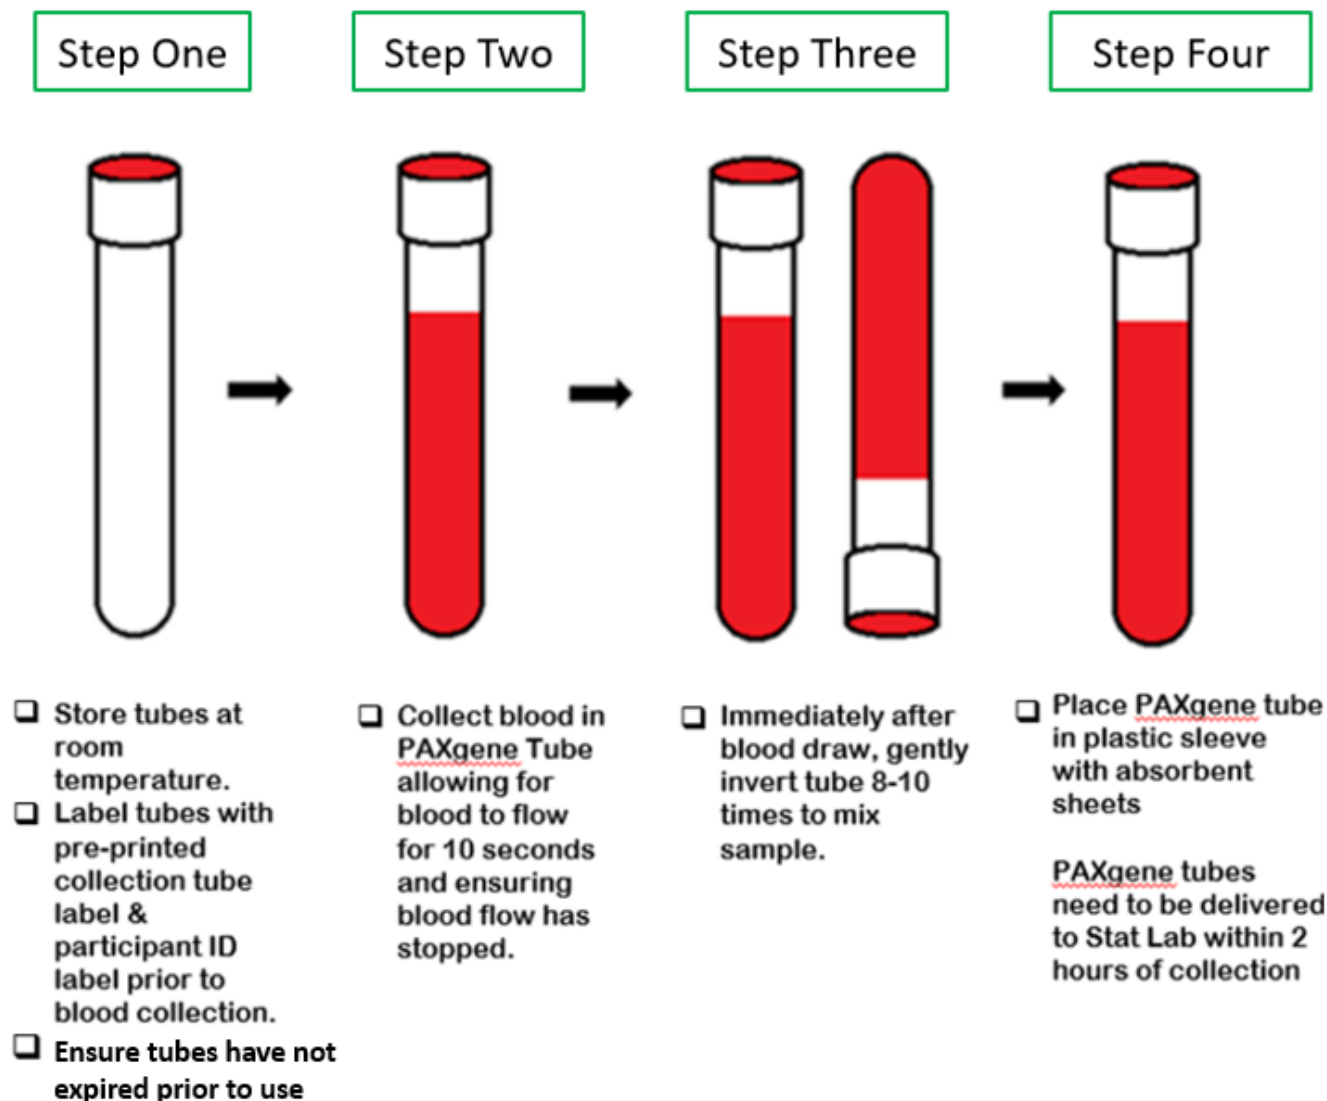 Step One
Step Two
Step Three
Step Four
Store tubes at
room
temperature.
Label tubes with
pre-printed
collection tube
label &
participant ID
label prior to
blood collection.
Ensure tubes have not
expired prior to use
Collect blood in
PAXgene Tube
allowing for
blood to flow
for 10 seconds
and ensuring
blood flow has
stopped.
Immediately after
blood draw, gently
invert tube 8-10
times to mix
sample.
Place PAXgene tube
in plastic sleeve
with absorbent
sheets
PAXgene tubes
need to be delivered
to Stat Lab within 2
hours of collection